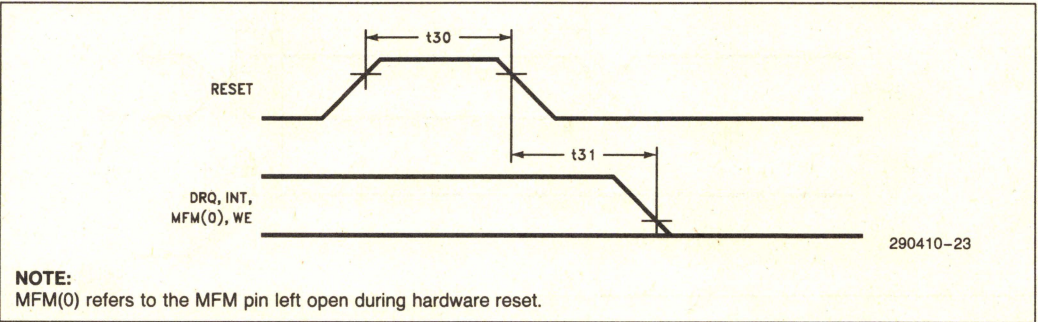 t30
RESET
t31
DRQ, INT,
MFM(0), WE
290410-23
NOTE:
MFM(0) refers to the MFM pin left open during hardware reset.